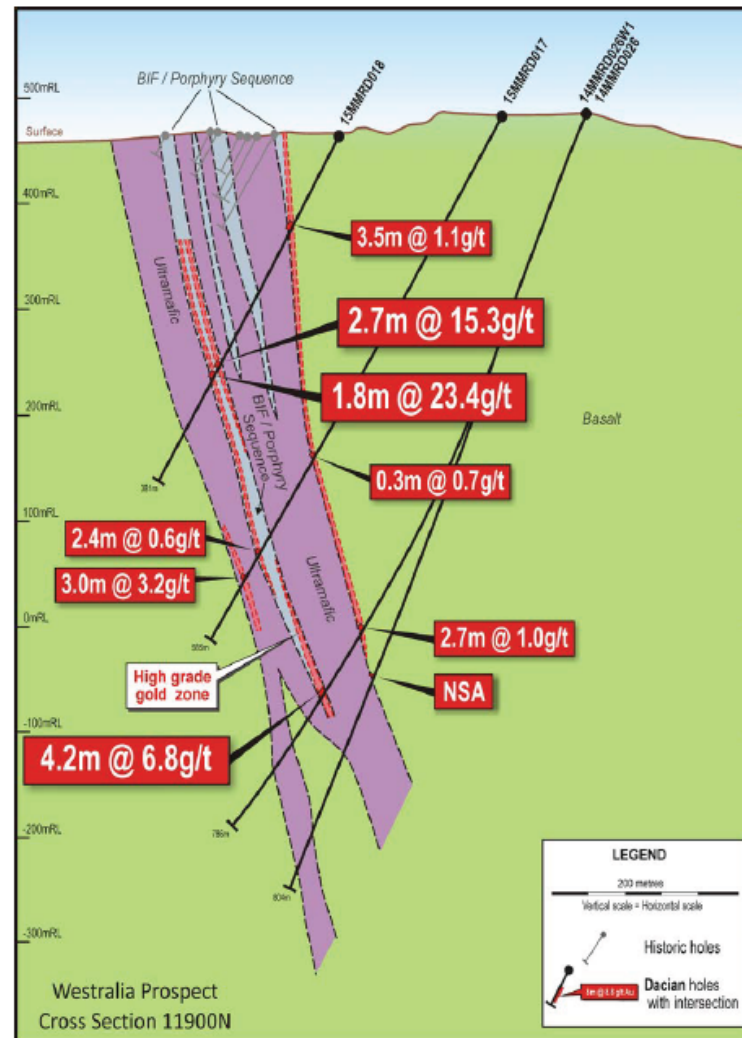 15MMRD018
15MMRD017
14MMRD026W1
14MMRD026
BIF / Porphyry Sequence
500mRL
Surface
400mRL
300mRL
200mRL
100mRL
0mRL
-100mRL
-200mRL
-300mRL
3.5m @ 1.1g/t
Ultramafic
2.7m @ 15.3g/t
1.8m @ 23.4g/t
BIF / Porphyry
Sequence
Basalt
0.3m @ 0.7g/t
2.4m @ 0.6g/t
3.0m @ 3.2g/t
Ultramafic
2.7m @ 1.0g/t
High grade
gold zone
NSA
4.2m @ 6.8g/t
LEGEND
200 metres
Vertical scale = Horizontal scale
Historic holes
Dacian holes
with intersection
Westralia Prospect
Cross Section 11900N